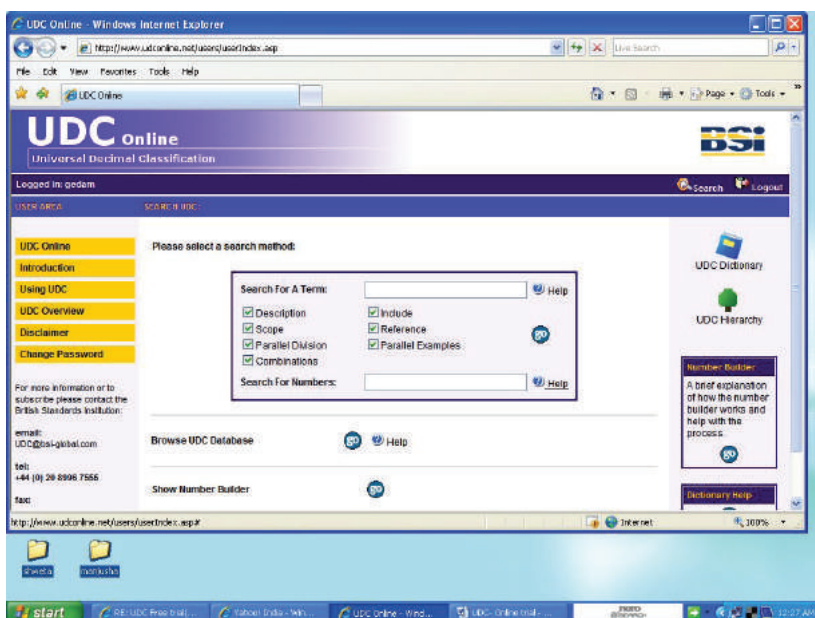 UDC Online - Windows Internet Explorer
http://www.udconline.net/users/userIndex.asp
Live Search
File Edit View Favorites Tools Help
UDC Online
Page Tools
UDC Online
Universal Decimal Classification
BSi
Logged in: gedam
Search Logout
USER AREA
SEARCH UDC:
UDC Online
Introduction
Using UDC
UDC Overview
Disclaimer
Change Password
For more information or to
subscribe please contact the
British Standards Institution:
email:
UDC@bsi-global.com
tel:
+44 (0) 20 8996 7555
fax:
Please select a search method:
Search For A Term:
Help
Description
Include
Scope
Reference
go
Parallel Division
Parallel Examples
Combinations
Search For Numbers:
Help
Browse UDC Database
go
Help
Show Number Builder
go
UDC Dictionary
UDC Hierarchy
Number Builder
A brief explanation
of how the number
builder works and
help with the
process.
go
Dictionary Help
http://www.udconline.net/users/userIndex.asp#
Internet
100%
shweta
manjusha
start
RE: UDC Free trail,...
Yahoo! India - Win...
UDC Online - Wind...
UDC- Online trial - ...
12:27 AM